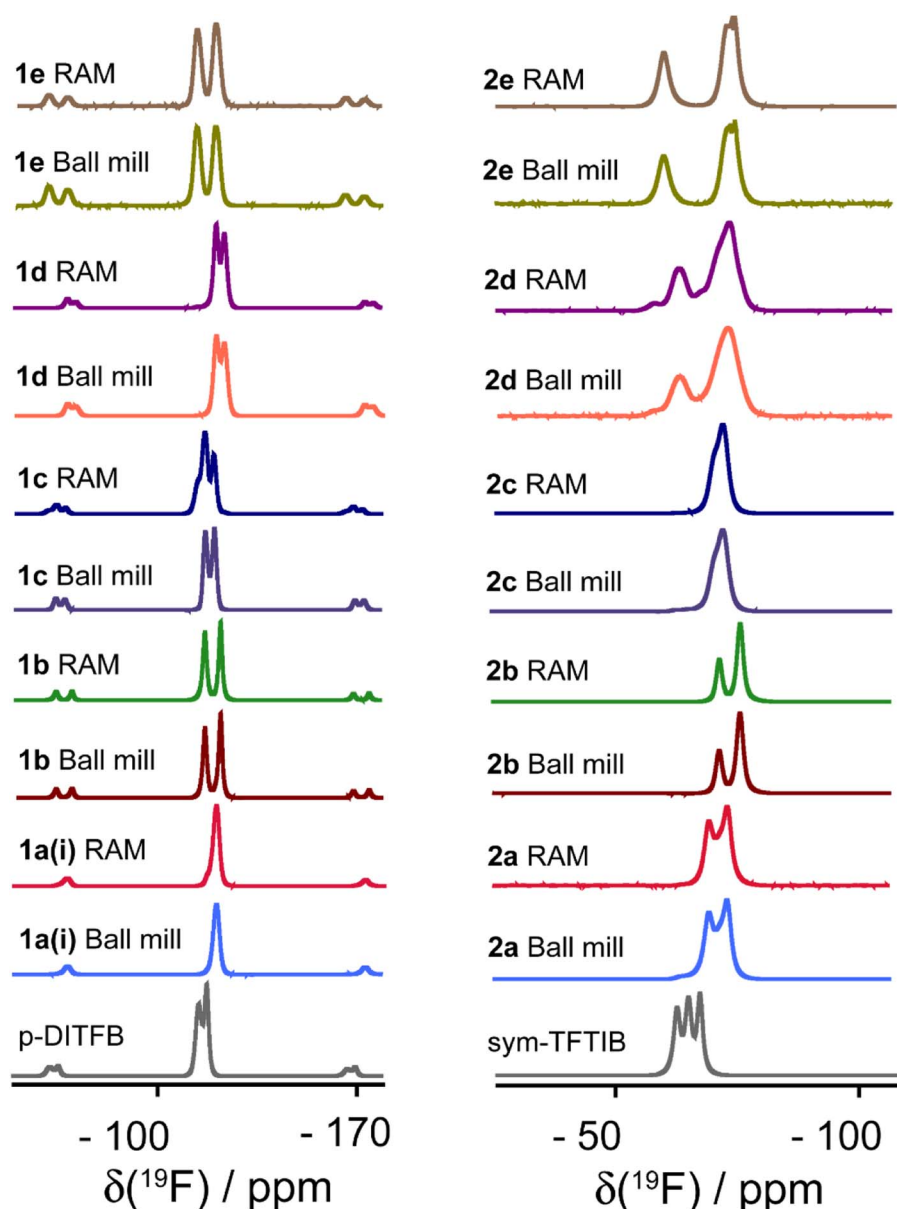 1e RAM
1e Ball mill
1d RAM
1d Ball mill
1c RAM
1c Ball mill
1b RAM
1b Ball mill
1a(i) RAM
1a(i) Ball mill
p-DITFB
- 100
- 170
δ(¹⁹F) / ppm
2e RAM
2e Ball mill
2d RAM
2d Ball mill
2c RAM
2c Ball mill
2b RAM
2b Ball mill
2a RAM
2a Ball mill
sym-TFTIB
- 50
- 100
δ(¹⁹F) / ppm